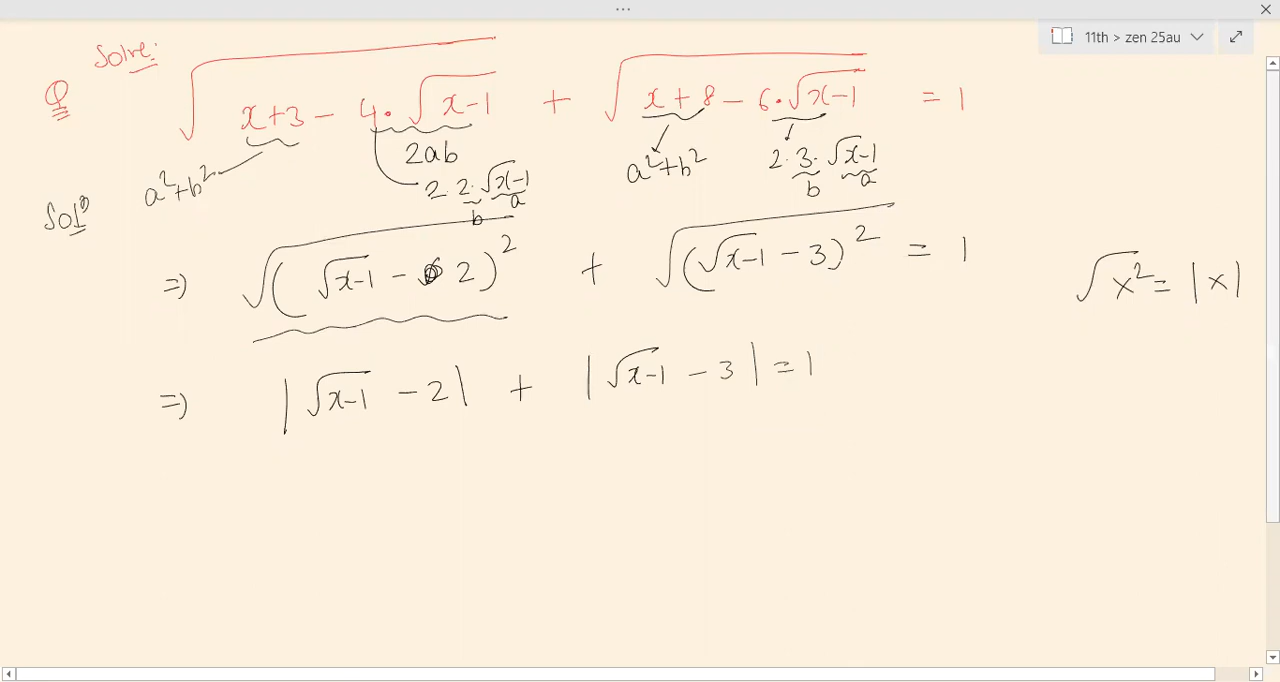 11th > zen 25au
Solve:
Q √(x+3 − 4·√(x−1)) + √(x+8 − 6·√(x−1)) = 1
a²+b² 2ab a²+b² 2·3·√(x−1)
2·2·√(x−1) b a
b a
Solⁿ
⇒ √((√(x−1) − 2)²) + √((√(x−1) − 3)²) = 1 √x² = |x|
⇒ |√(x−1) − 2| + |√(x−1) − 3| = 1